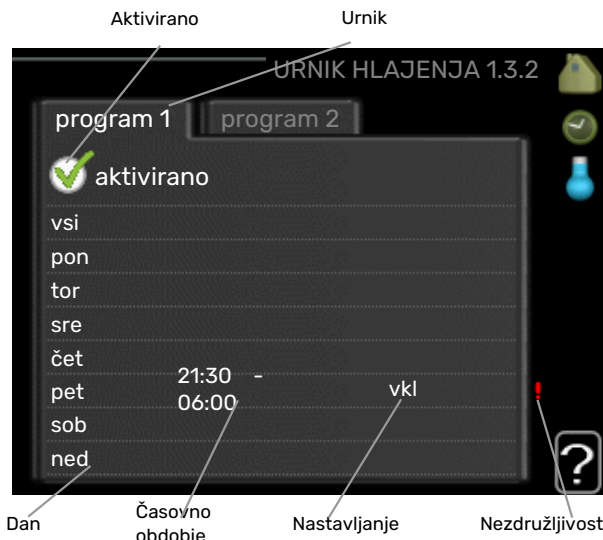 Aktivirano
Urnik
URNIK HLAJENJA 1.3.2
program 1
program 2
aktivirano
vsi
pon
tor
sre
čet
pet
21:30 -
06:00
vkl
!
sob
ned
?
Dan
Časovno
obdobje
Nastavljanje
Nezdružljivost